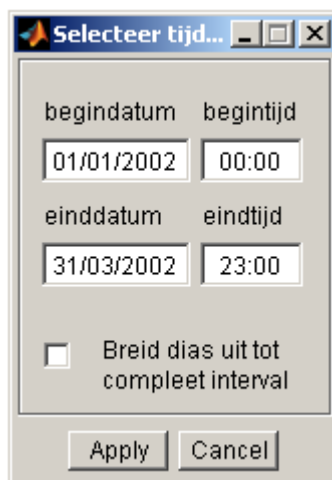 Selecteer tijd...
begindatum begintijd
01/01/2002 00:00
einddatum eindtijd
31/03/2002 23:00
Breid dias uit tot
compleet interval
Apply Cancel